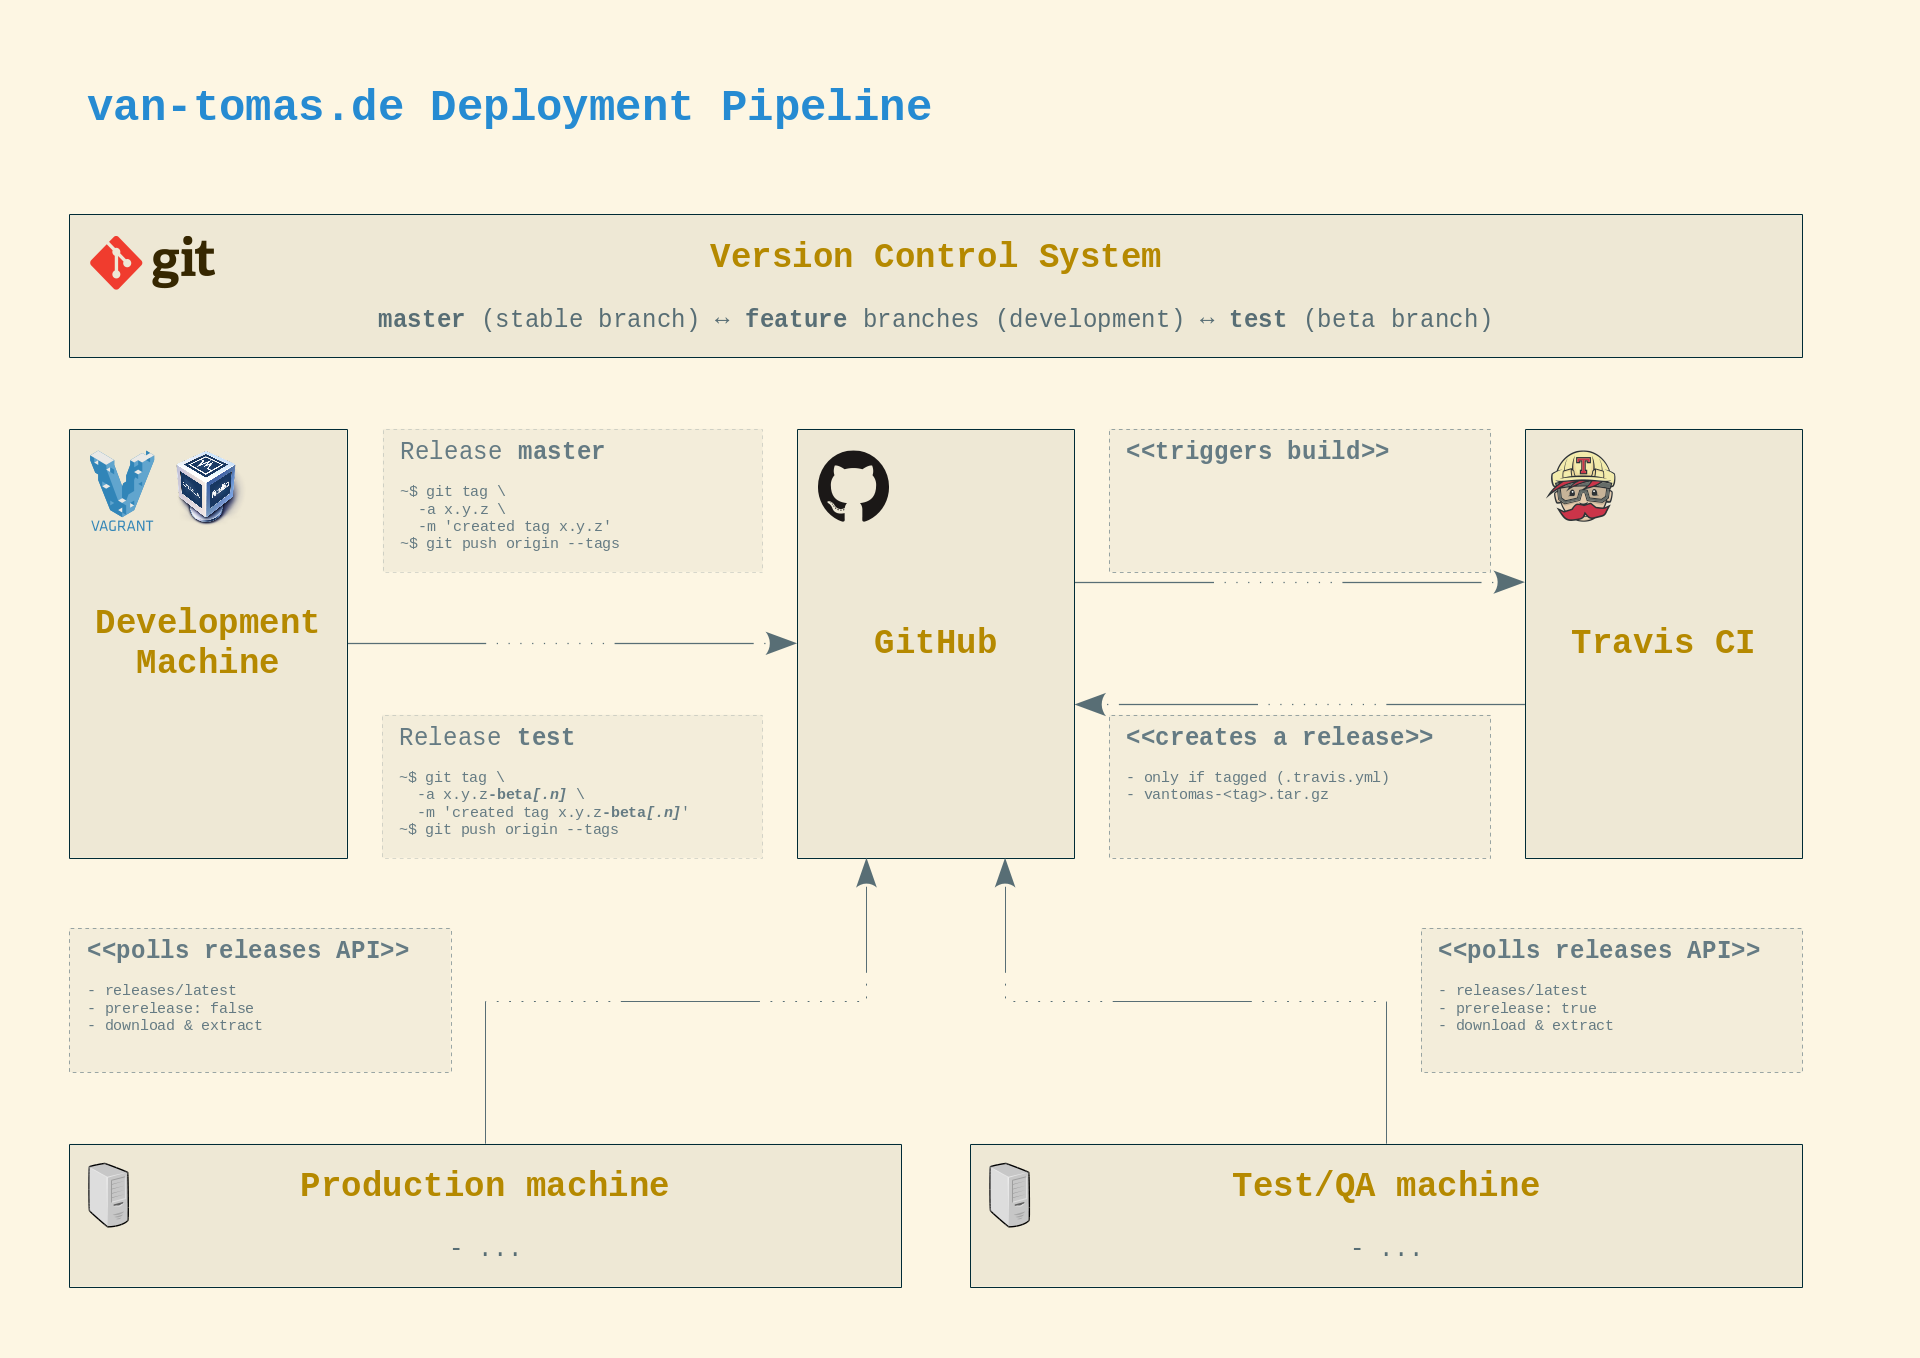 van-tomas.de Deployment Pipeline
git
Version Control System
master (stable branch) ↔ feature branches (development) ↔ test (beta branch)
VAGRANT
Development
Machine
Release master
~$ git tag \
-a x.y.z \
-m 'created tag x.y.z'
~$ git push origin --tags
Release test
~$ git tag \
-a x.y.z-beta[.n] \
-m 'created tag x.y.z-beta[.n]'
~$ git push origin --tags
GitHub
<<triggers build>>
<<creates a release>>
- only if tagged (.travis.yml)
- vantomas-<tag>.tar.gz
T
Travis CI
<<polls releases API>>
- releases/latest
- prerelease: false
- download & extract
<<polls releases API>>
- releases/latest
- prerelease: true
- download & extract
Production machine
- ...
Test/QA machine
- ...